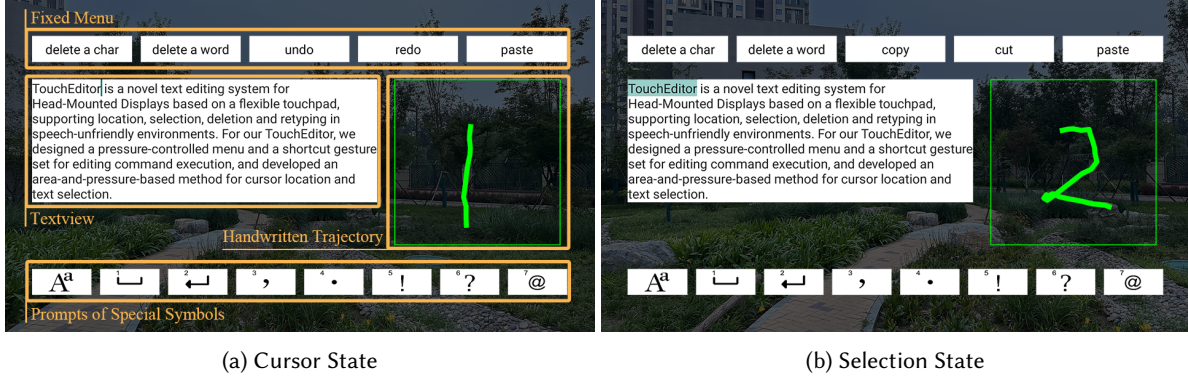 Fixed Menu
delete a char delete a word undo redo paste
TouchEditor is a novel text editing system for
Head-Mounted Displays based on a flexible touchpad,
supporting location, selection, deletion and retyping in
speech-unfriendly environments. For our TouchEditor, we
designed a pressure-controlled menu and a shortcut gesture
set for editing command execution, and developed an
area-and-pressure-based method for cursor location and
text selection.
1
Textview
Handwritten Trajectory
Aa 1 2 3 , 4 . 5 ! 6 ? 7 @
Prompts of Special Symbols
(a) Cursor State
delete a char delete a word copy cut paste
TouchEditor is a novel text editing system for
Head-Mounted Displays based on a flexible touchpad,
supporting location, selection, deletion and retyping in
speech-unfriendly environments. For our TouchEditor, we
designed a pressure-controlled menu and a shortcut gesture
set for editing command execution, and developed an
area-and-pressure-based method for cursor location and
text selection.
2
Aa 1 2 3 , 4 . 5 ! 6 ? 7 @
(b) Selection State